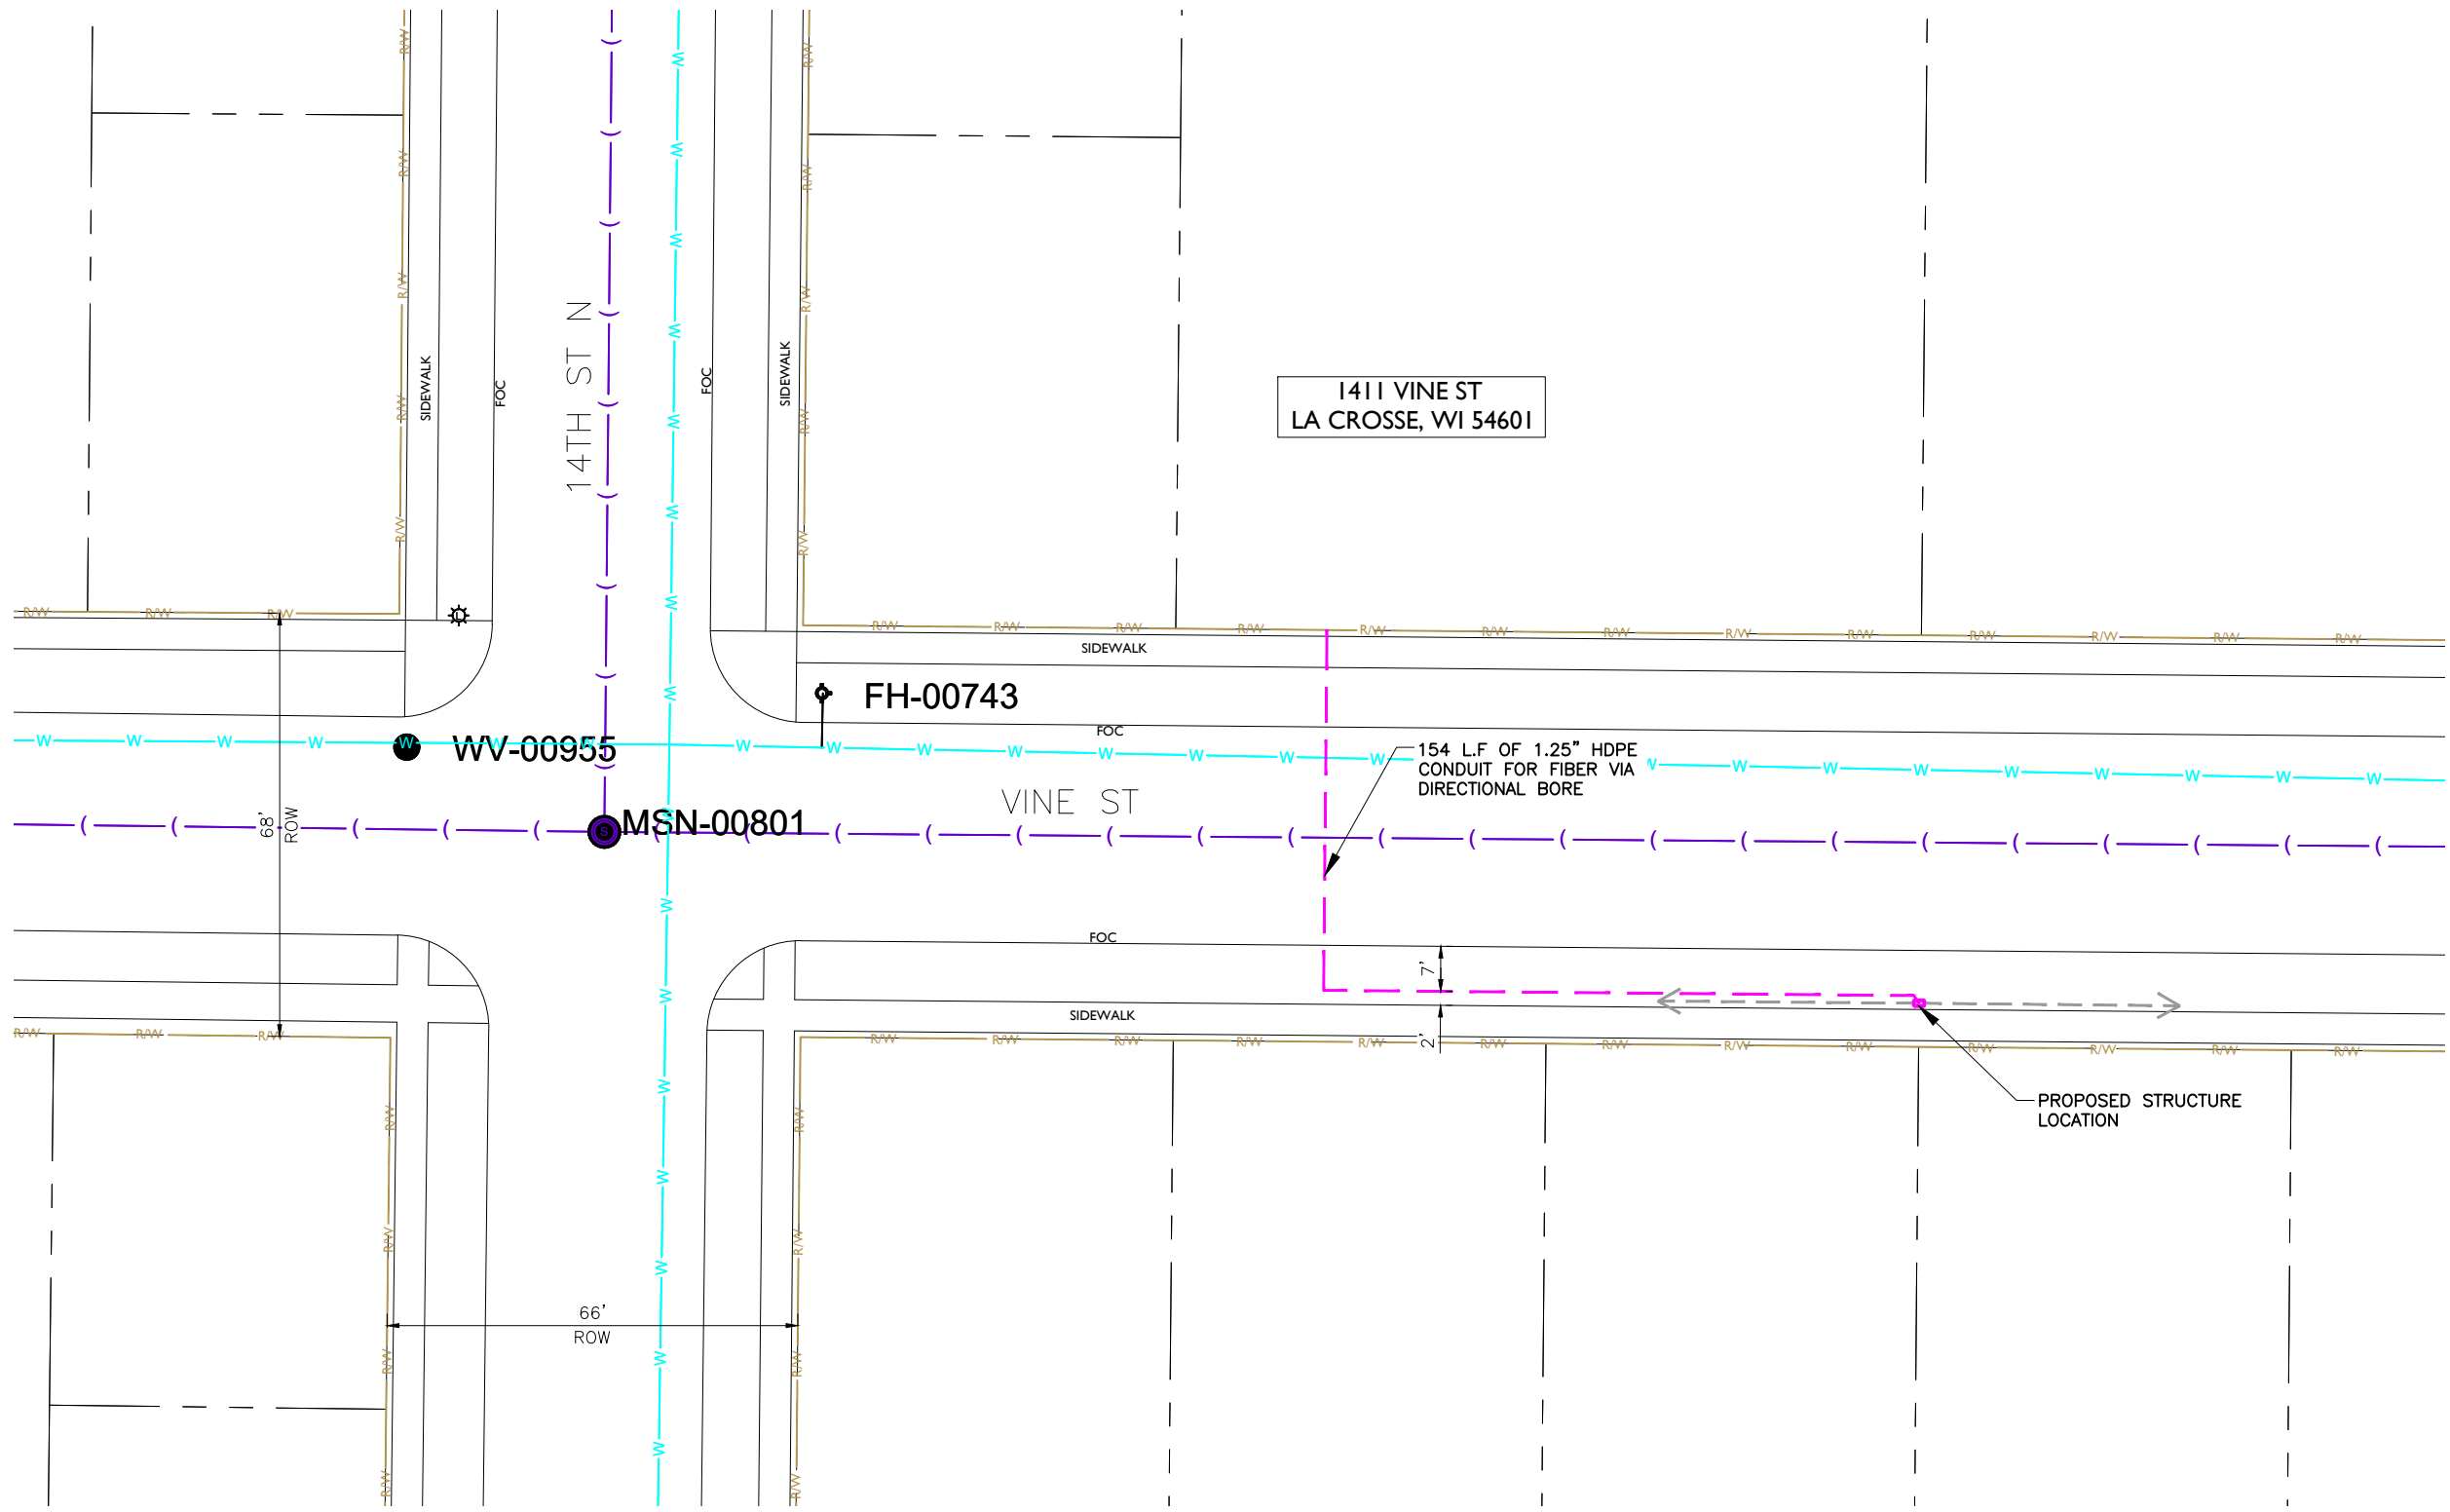 14TH ST N
SIDEWALK
FOC
FOC
SIDEWALK
1411 VINE ST
LA CROSSE, WI 54601
SIDEWALK
FH-00743
FOC
WV-00955
154 L.F OF 1.25" HDPE
CONDUIT FOR FIBER VIA
DIRECTIONAL BORE
VINE ST
MSN-00801
S
68'
ROW
FOC
7'
SIDEWALK
2'
PROPOSED STRUCTURE
LOCATION
66'
ROW
R/W
W